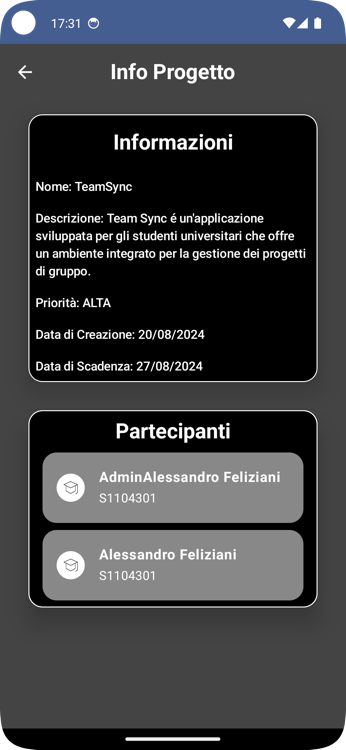 17:31
Info Progetto
Informazioni
Nome: TeamSync
Descrizione: Team Sync é un'applicazione
sviluppata per gli studenti universitari che offre
un ambiente integrato per la gestione dei progetti
di gruppo.
Priorità: ALTA
Data di Creazione: 20/08/2024
Data di Scadenza: 27/08/2024
Partecipanti
AdminAlessandro Feliziani
S1104301
Alessandro Feliziani
S1104301